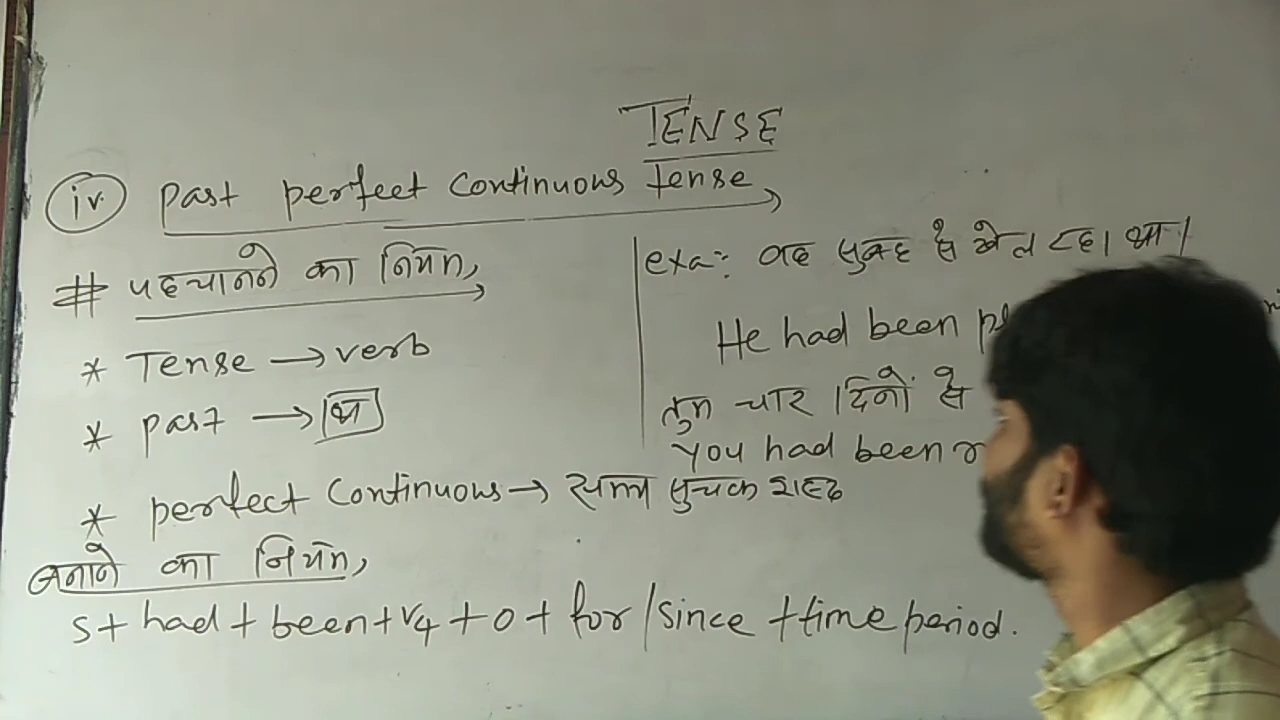 TENSE
(iv) past perfect continuous tense
# पहचानने का नियम,
* Tense → verb
* past → था
* perfect continuous → समय सुचक शब्द
बनाने का नियम,
s + had + been + v4 + o + for / since + time period.
exa:- वह सुबह से खेल रहा था।
He had been
तुम चार दिनों से
You had been